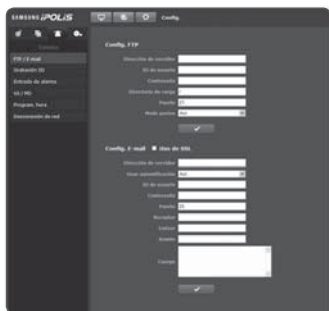 SAMSUNG iPOLiS
Config.
Evento
FTP / E-mail
Grabación SD
Entrada de alarma
VA / MD
Program. hora
Desconexión de red
Config. FTP
Dirección de servidor
ID de usuario
Contraseña
Directorio de carga
Puerto 21
Modo pasivo
Config. E-mail Uso de SSL
Dirección de servidor
Usar autentificación
ID de usuario
Contraseña
Puerto 25
Receptor
Emisor
Asunto
Cuerpo